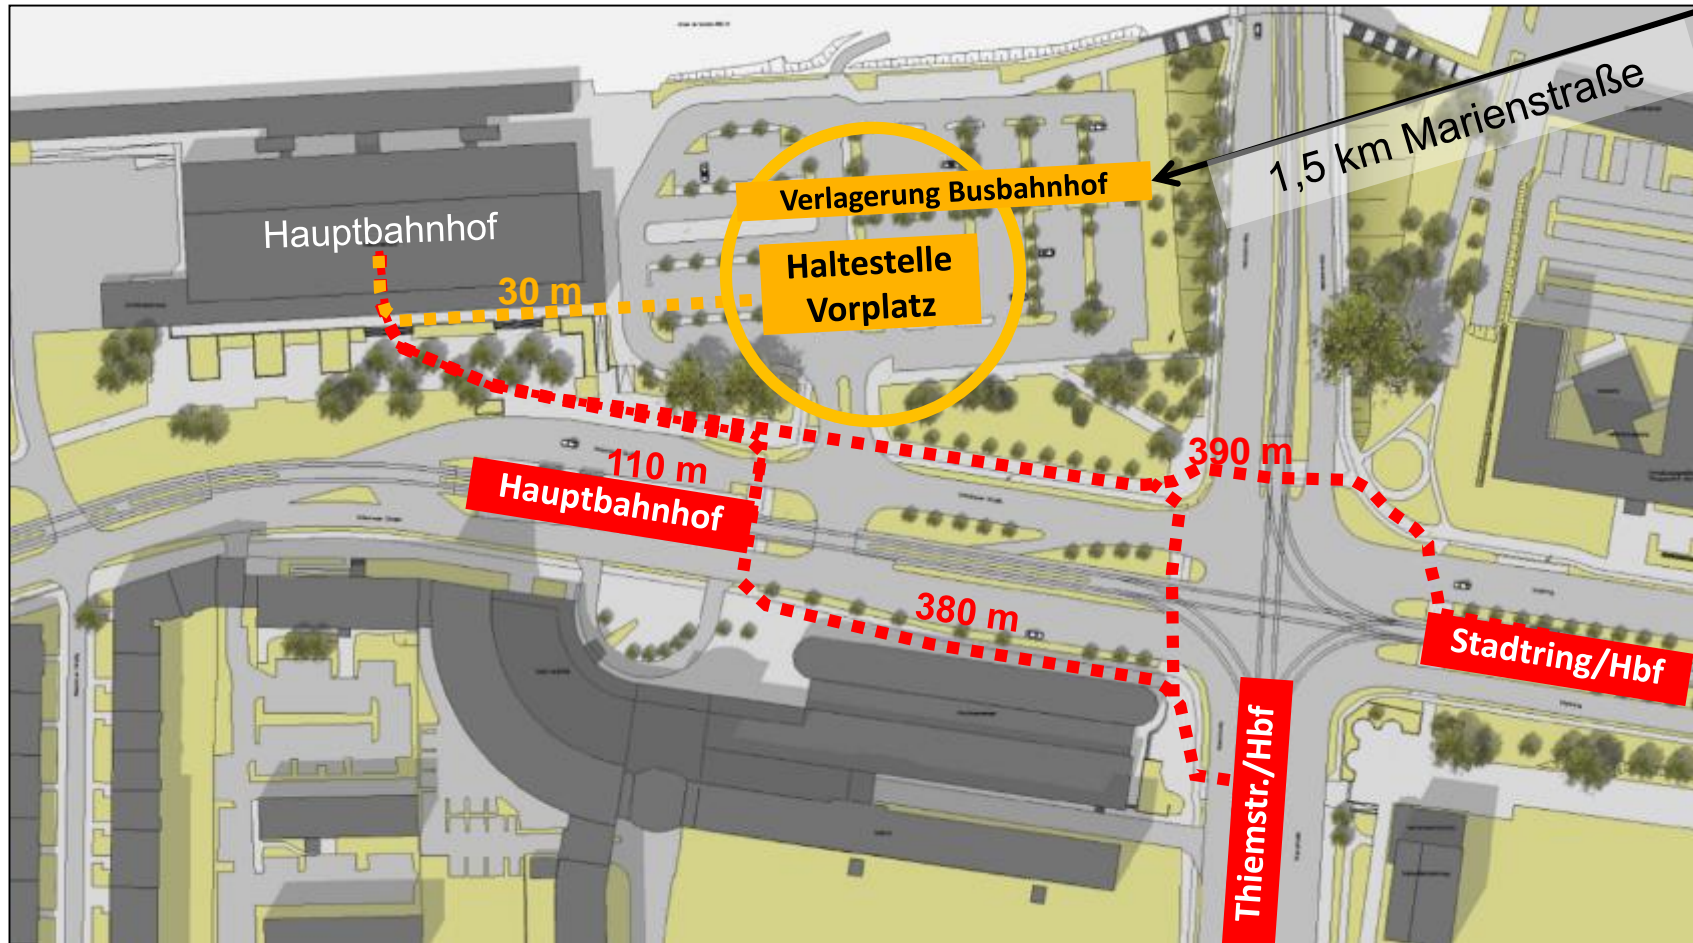 1,5 km Marienstraße
Verlagerung Busbahnhof
Hauptbahnhof
Haltestelle
Vorplatz
30 m
390 m
110 m
Hauptbahnhof
380 m
Stadtring/Hbf
Thiemstr./Hbf